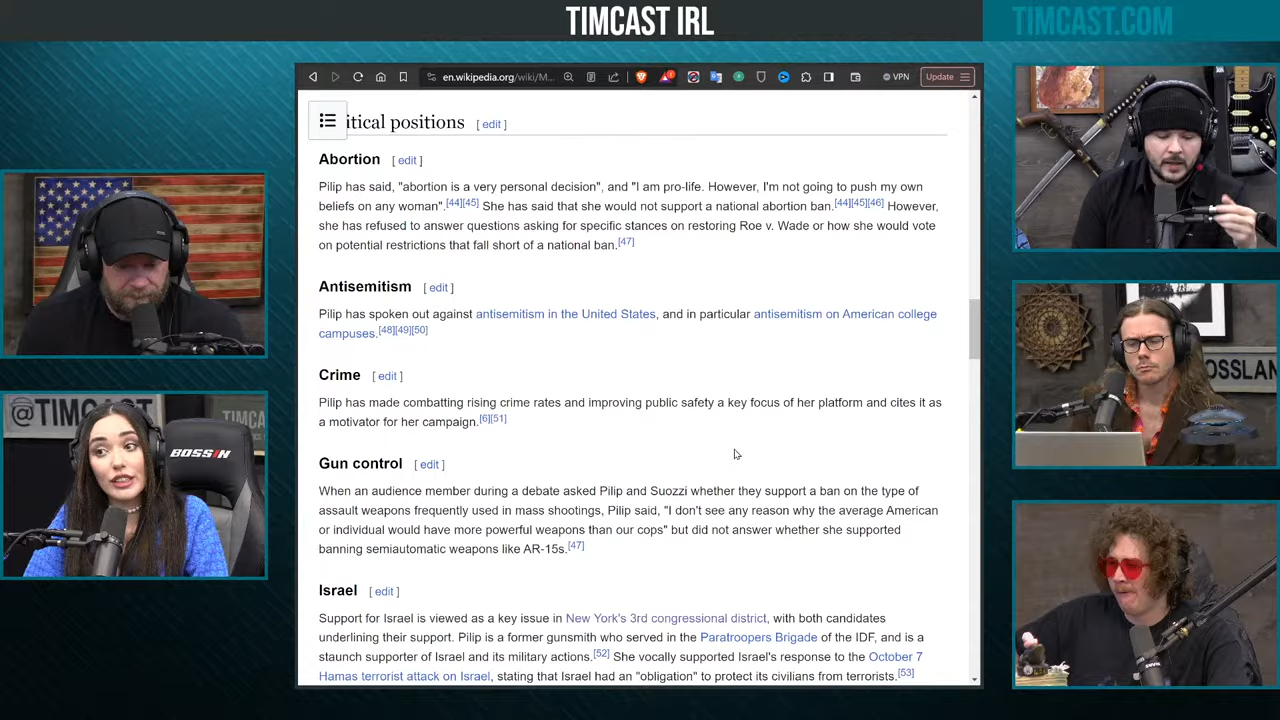 TIMCAST IRL
TIMCAST.COM
en.wikipedia.org/wiki/M...
VPN
Update
itical positions [ edit ]
Abortion [ edit ]
Pilip has said, "abortion is a very personal decision", and "I am pro-life. However, I'm not going to push my own
beliefs on any woman".[44][45] She has said that she would not support a national abortion ban.[44][45][46] However,
she has refused to answer questions asking for specific stances on restoring Roe v. Wade or how she would vote
on potential restrictions that fall short of a national ban.[47]
Antisemitism [ edit ]
Pilip has spoken out against antisemitism in the United States, and in particular antisemitism on American college
campuses.[48][49][50]
Crime [ edit ]
Pilip has made combatting rising crime rates and improving public safety a key focus of her platform and cites it as
a motivator for her campaign.[6][51]
Gun control [ edit ]
When an audience member during a debate asked Pilip and Suozzi whether they support a ban on the type of
assault weapons frequently used in mass shootings, Pilip said, "I don't see any reason why the average American
or individual would have more powerful weapons than our cops" but did not answer whether she supported
banning semiautomatic weapons like AR-15s.[47]
Israel [ edit ]
Support for Israel is viewed as a key issue in New York's 3rd congressional district, with both candidates
underlining their support. Pilip is a former gunsmith who served in the Paratroopers Brigade of the IDF, and is a
staunch supporter of Israel and its military actions.[52] She vocally supported Israel's response to the October 7
Hamas terrorist attack on Israel, stating that Israel had an "obligation" to protect its civilians from terrorists.[53]
@TIMCAST
TIMCA
BOSSIN
OSSLAN